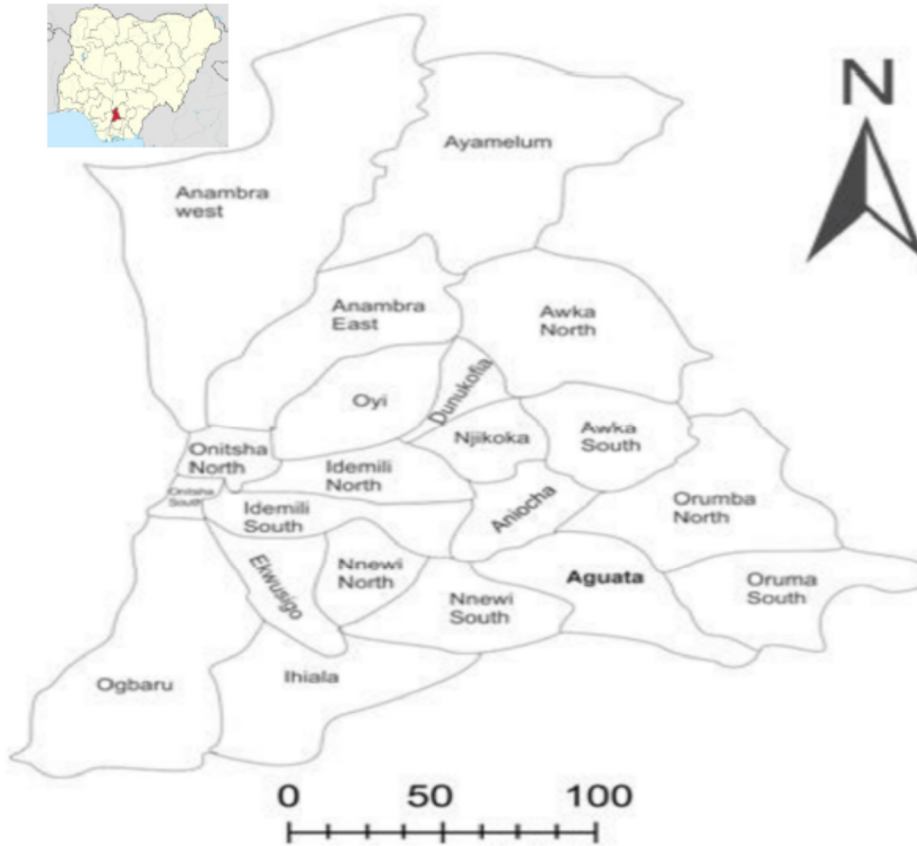 N
Ayamelum
Anambra
west
Anambra
East
Awka
North
Dunukofia
Oyi
Njikoka
Awka
South
Onitsha
North
Idemili
North
Onitsha
South
Idemili
South
Aniocha
Orumba
North
Ekwusigo
Nnewi
North
Aguata
Oruma
South
Nnewi
South
Ogbaru
Ihiala
0 50 100